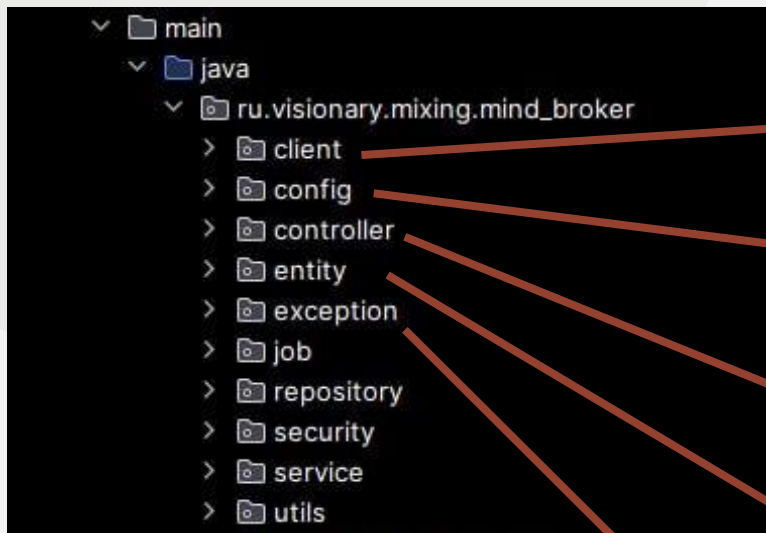 main
java
ru.visionary.mixing.mind_broker
client
config
controller
entity
exception
job
repository
security
service
utils